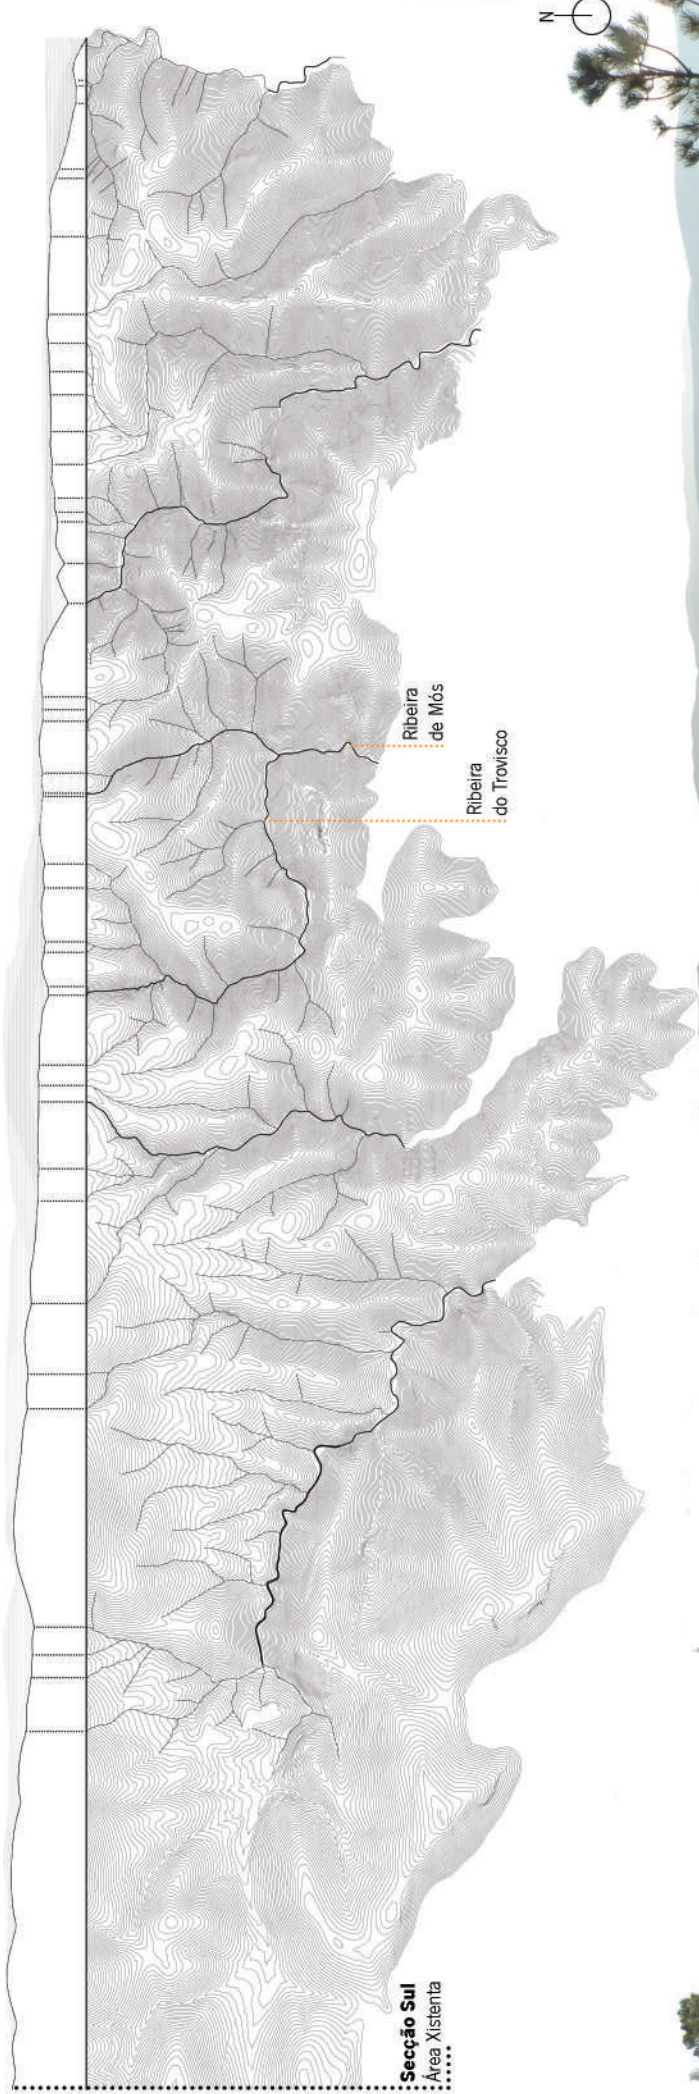 N
Ribeira
de Mós
Ribeira
do Trovisco
Secção Sul
Área Xistenta